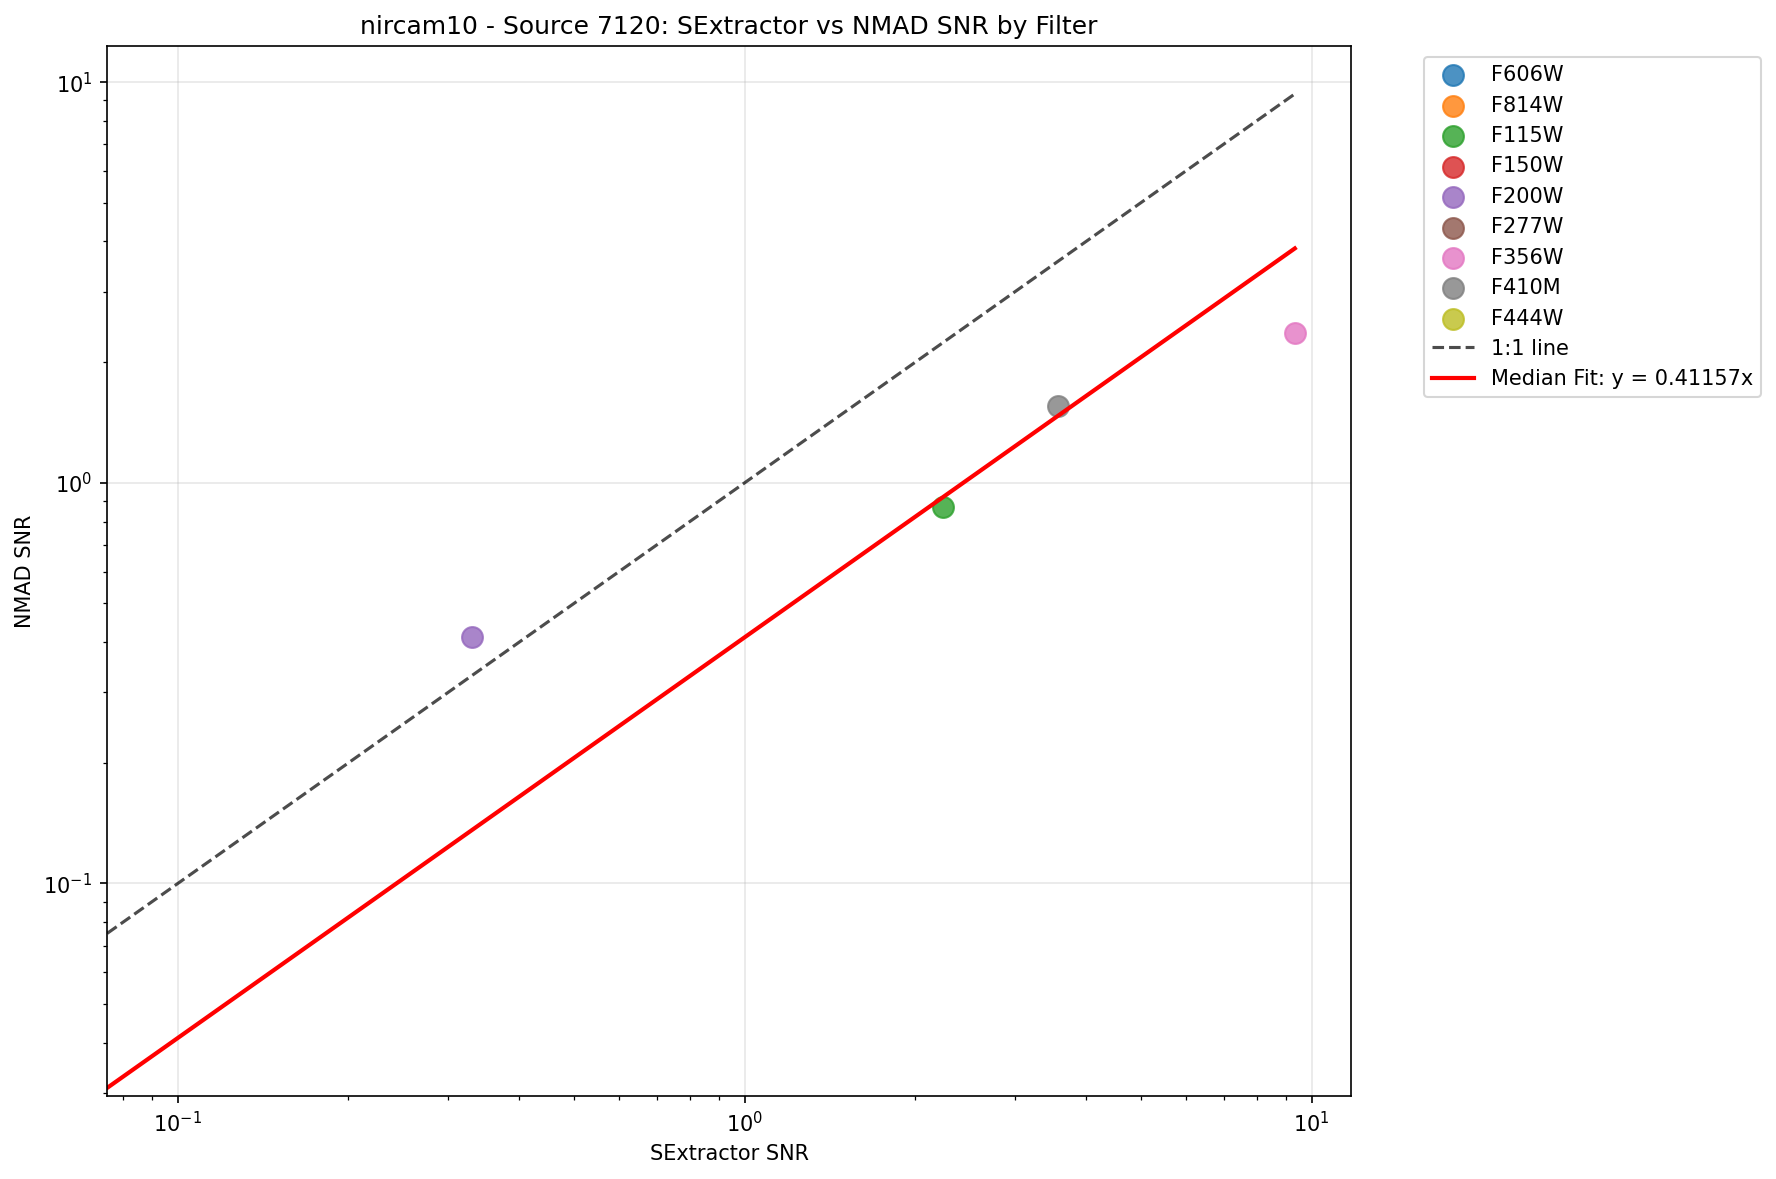 nircam10 - Source 7120: SExtractor vs NMAD SNR by Filter
10¹
10⁰
10⁻¹
NMAD SNR
10⁻¹
10⁰
10¹
SExtractor SNR
F606W
F814W
F115W
F150W
F200W
F277W
F356W
F410M
F444W
1:1 line
Median Fit: y = 0.41157x